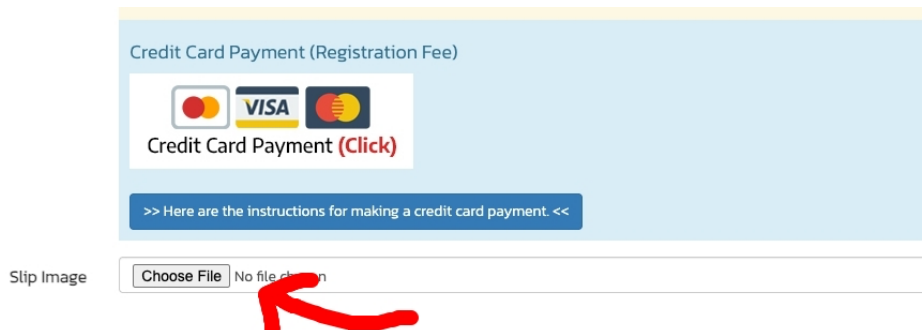 Credit Card Payment (Registration Fee)
VISA
Credit Card Payment (Click)
>> Here are the instructions for making a credit card payment. <<
Slip Image Choose File No file chosen